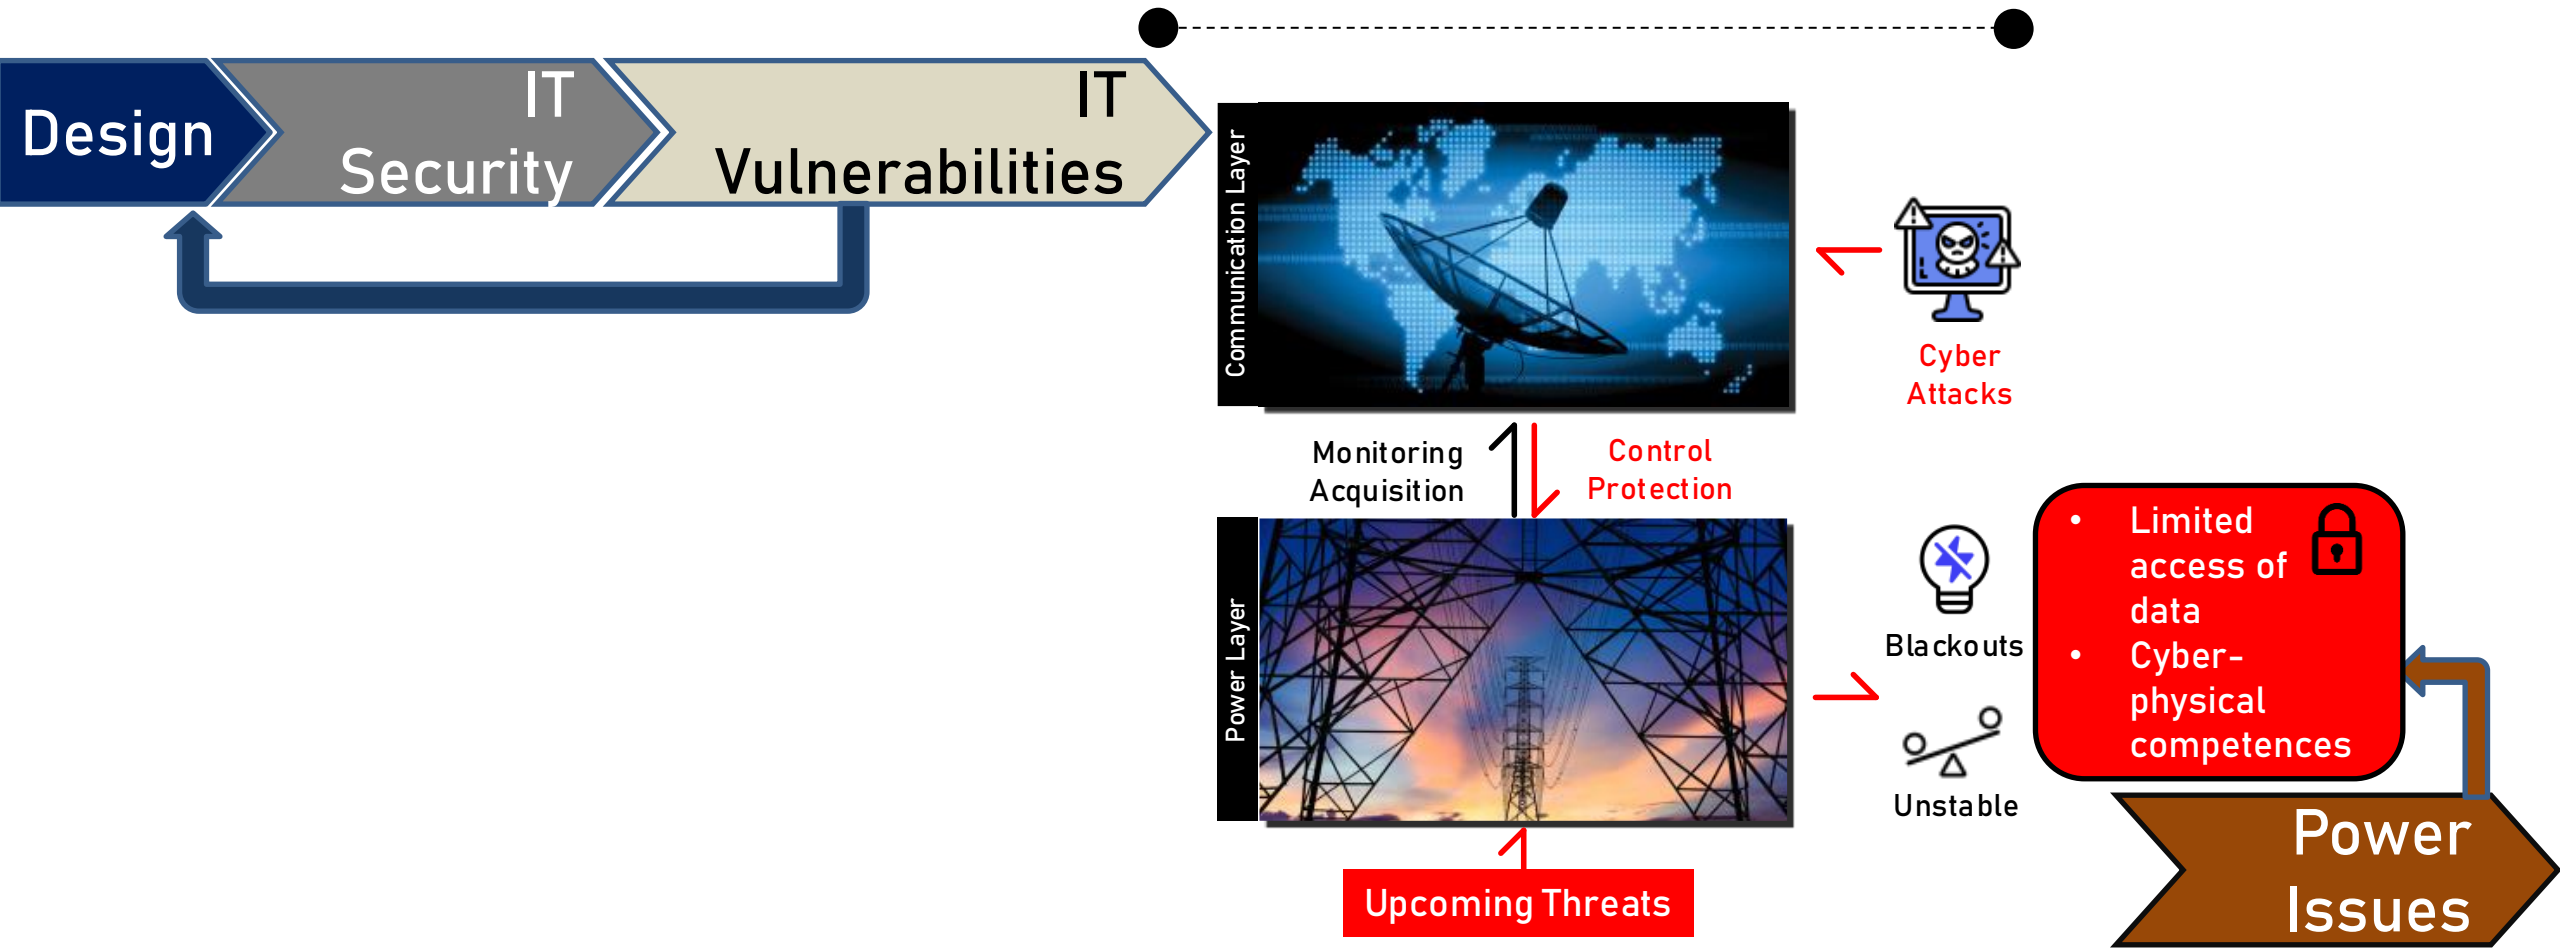 Design
IT
Security
IT
Vulnerabilities
Communication Layer
Cyber
Attacks
Monitoring
Acquisition
Control
Protection
Power Layer
Blackouts
Unstable
• Limited
access of
data
• Cyber-
physical
competences
Upcoming Threats
Power
Issues